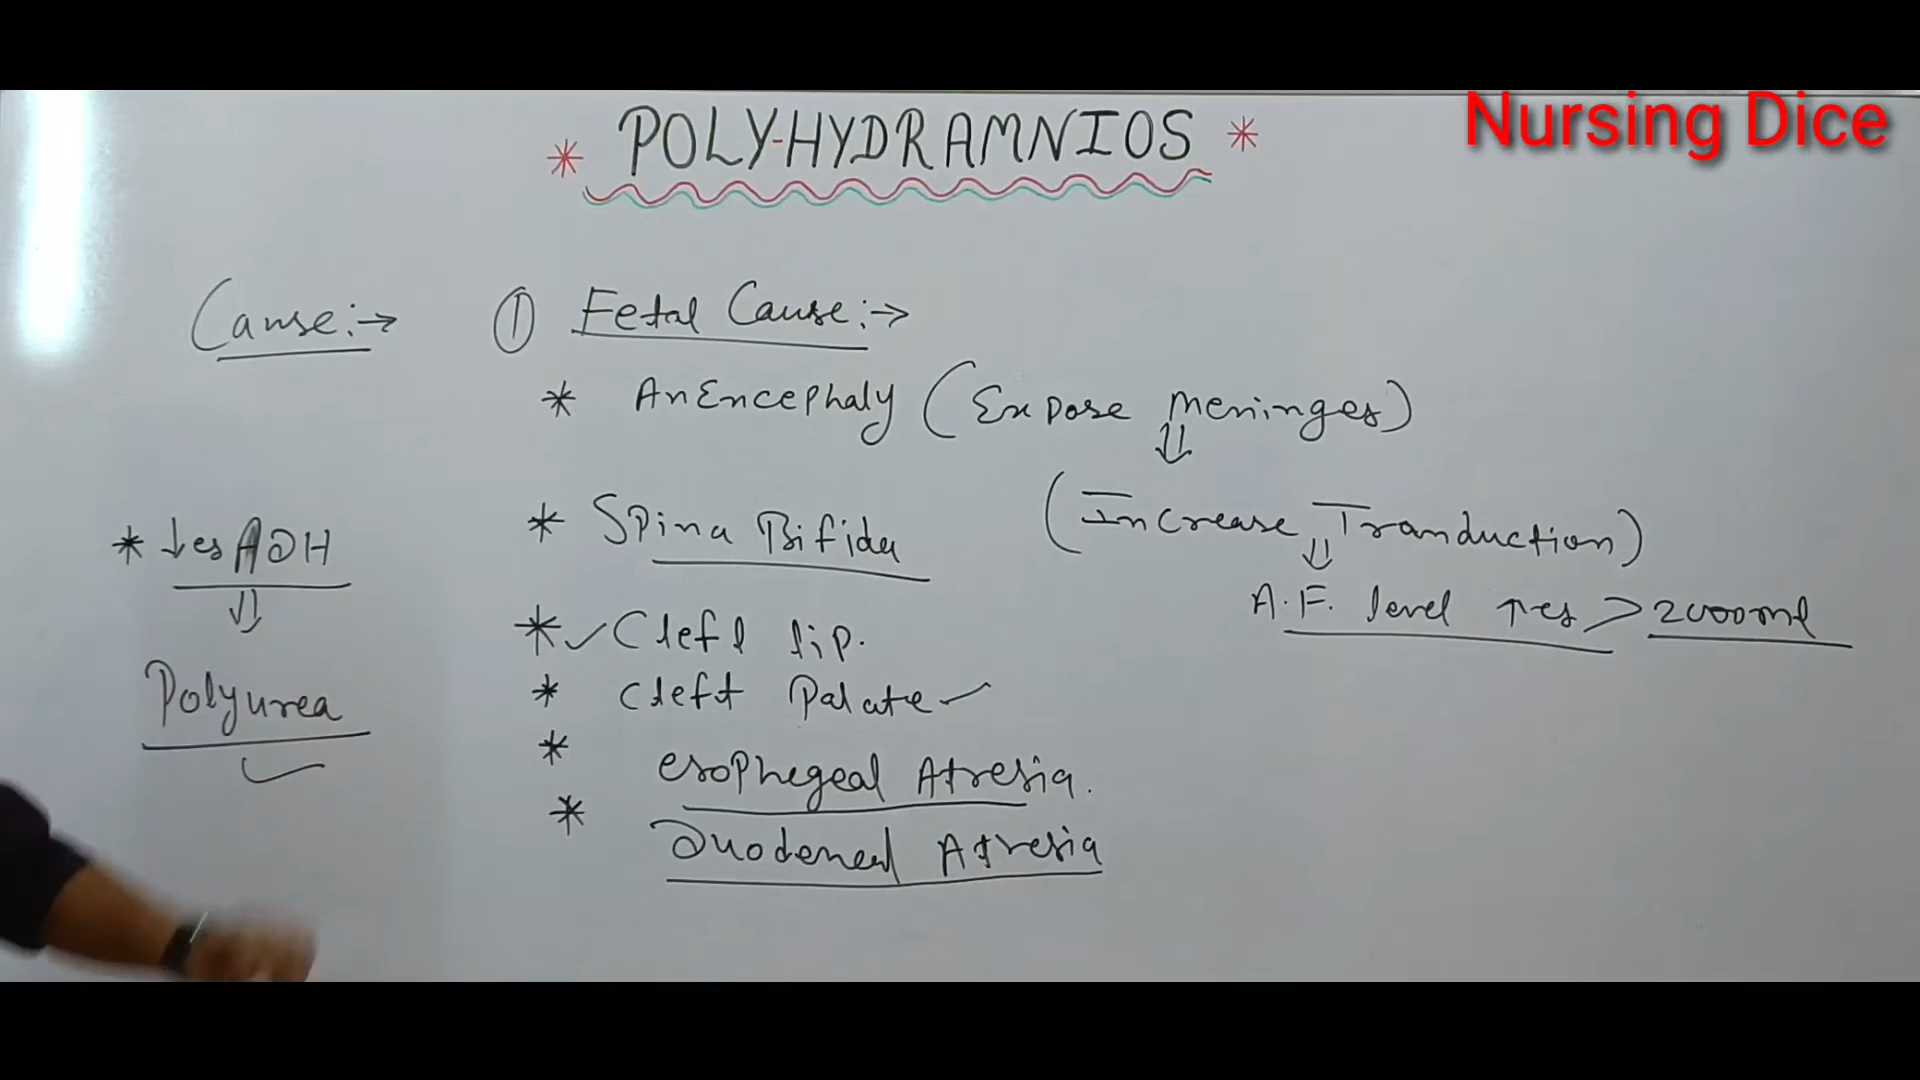 Nursing Dice
* POLY-HYDRAMNIOS *
Cause:→ ① Fetal Cause:→
* AnEncephaly (Expose Meninges)
⇓
* Spina Bifida
(Increase Tranduction)
⇓
A.F. level ↑es > 2000ml
* ✓ Cleft lip.
* Cleft Palate ✓
* esophegeal Atresia.
* Duodeneal Atresia
* ↓es ADH
⇓
Polyurea
✓